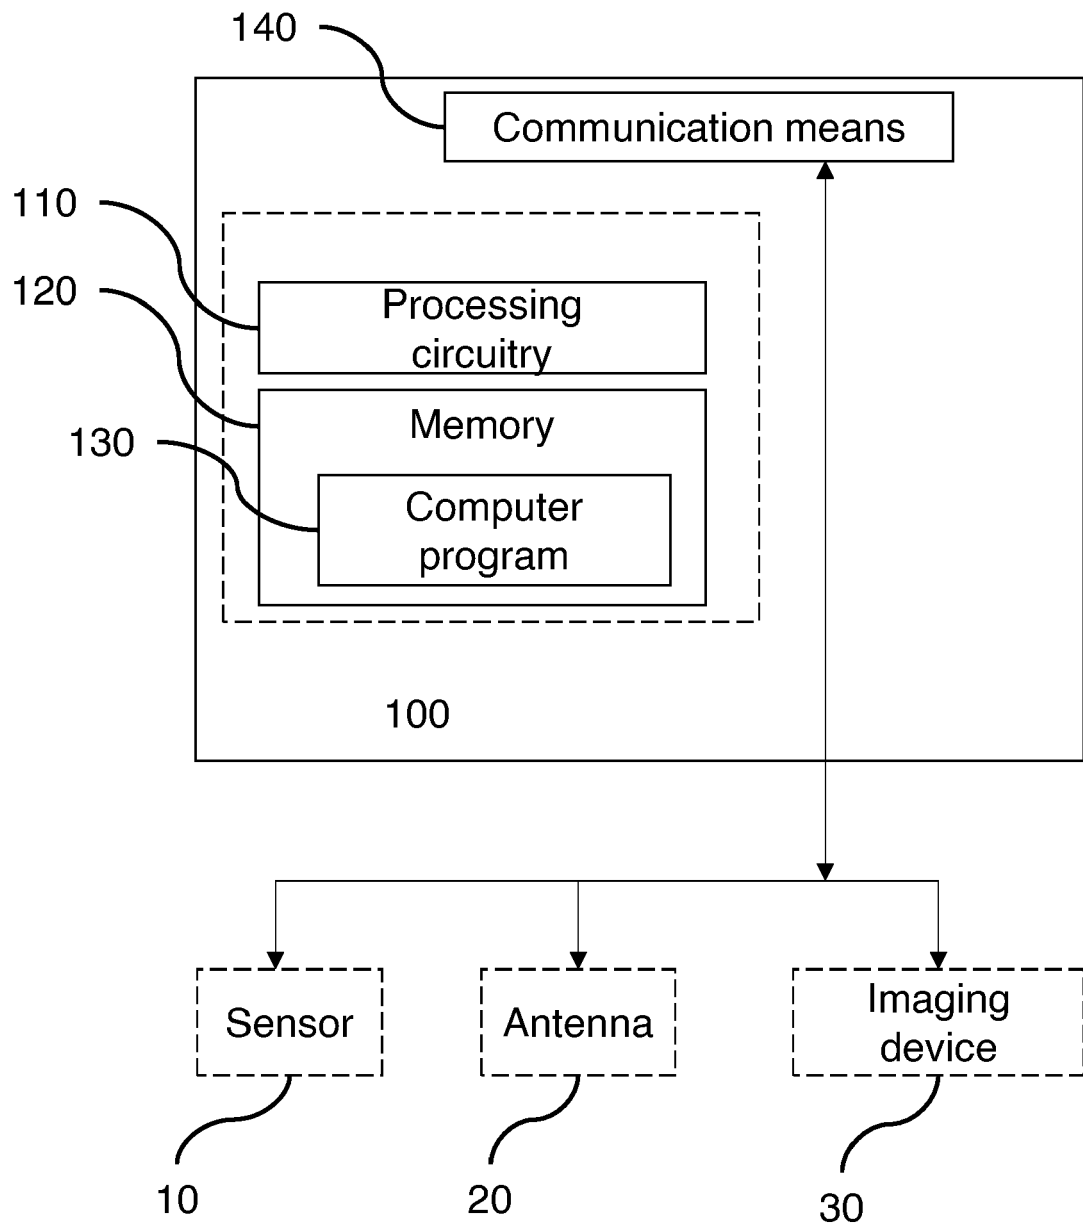 140
Communication means
110
120
Processing
circuitry
Memory
130
Computer
program
100
Sensor
Antenna
Imaging
device
10
20
30